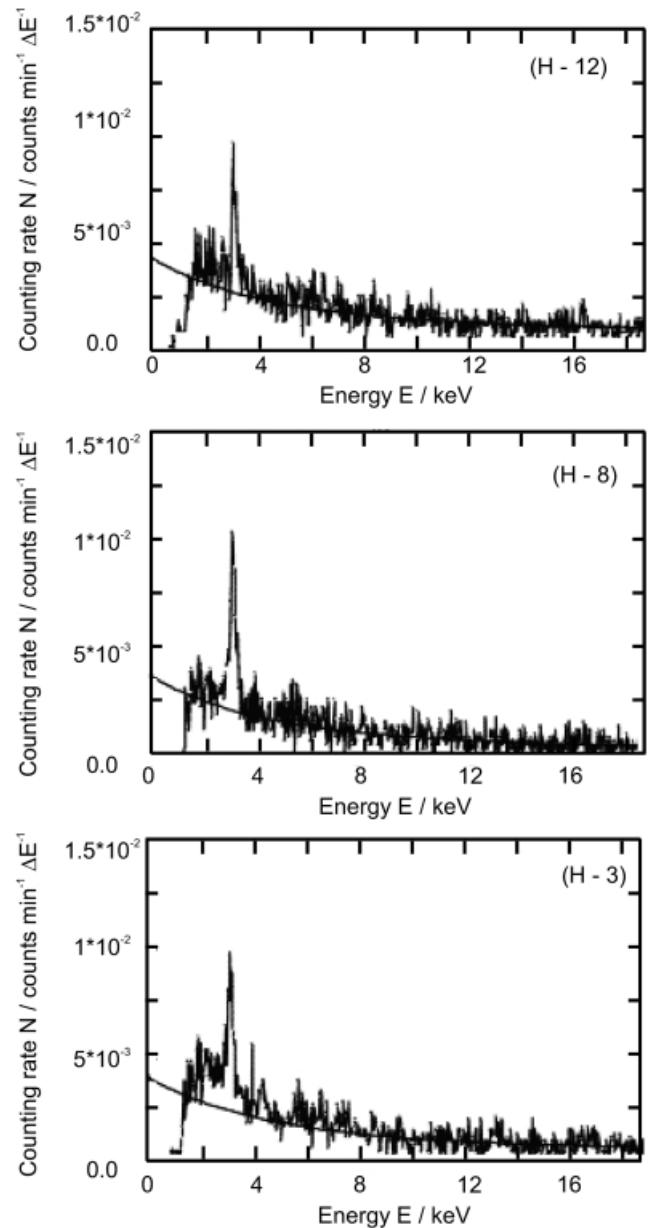 1.5*10⁻²
(H - 12)
1*10⁻²
5*10⁻³
0.0
Counting rate N / counts min⁻¹ ΔE⁻¹
0 4 8 12 16
Energy E / keV
1.5*10⁻²
(H - 8)
1*10⁻²
5*10⁻³
0.0
Counting rate N / counts min⁻¹ ΔE⁻¹
0 4 8 12 16
Energy E / keV
1.5*10⁻²
(H - 3)
1*10⁻²
5*10⁻³
0.0
Counting rate N / counts min⁻¹ ΔE⁻¹
0 4 8 12 16
Energy E / keV